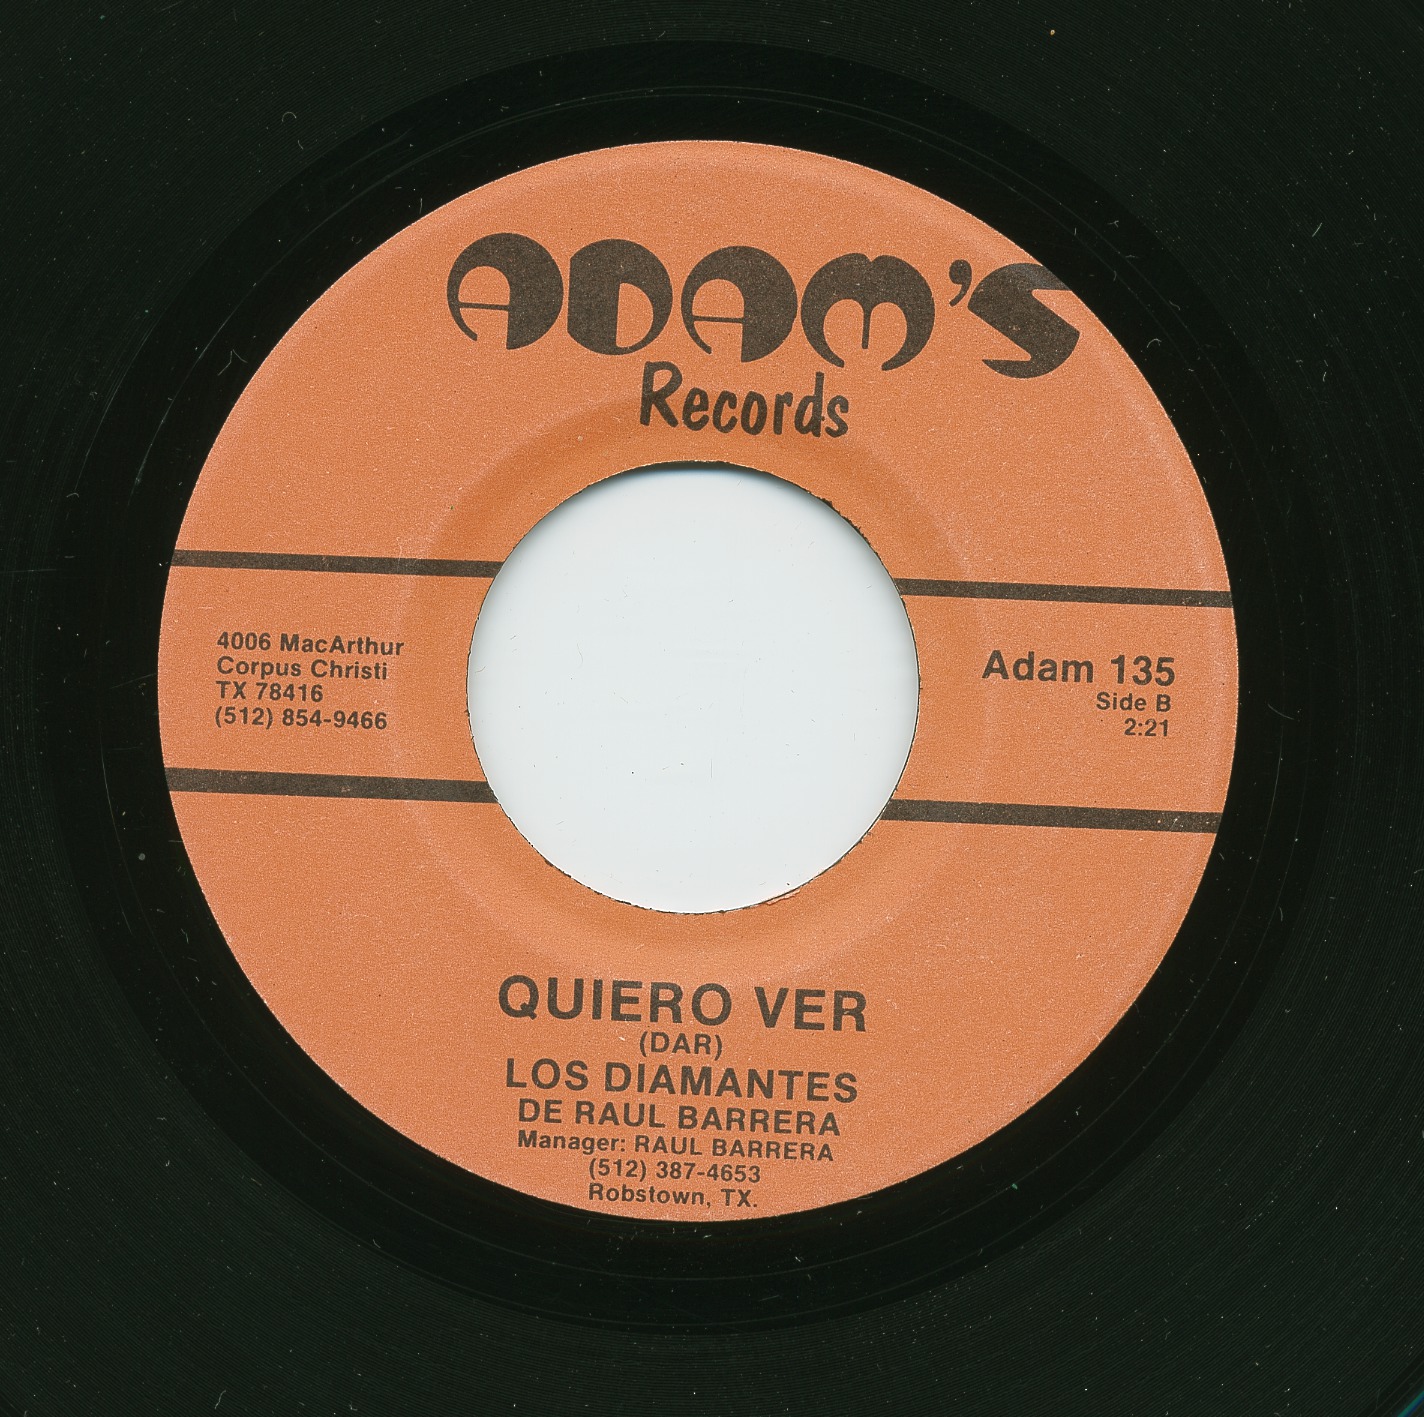 ADAM'S
Records
4006 MacArthur
Corpus Christi
TX 78416
(512) 854-9466
Adam 135
Side B
2:21
QUIERO VER
(DAR)
LOS DIAMANTES
DE RAUL BARRERA
Manager: RAUL BARRERA
(512) 387-4653
Robstown, TX.